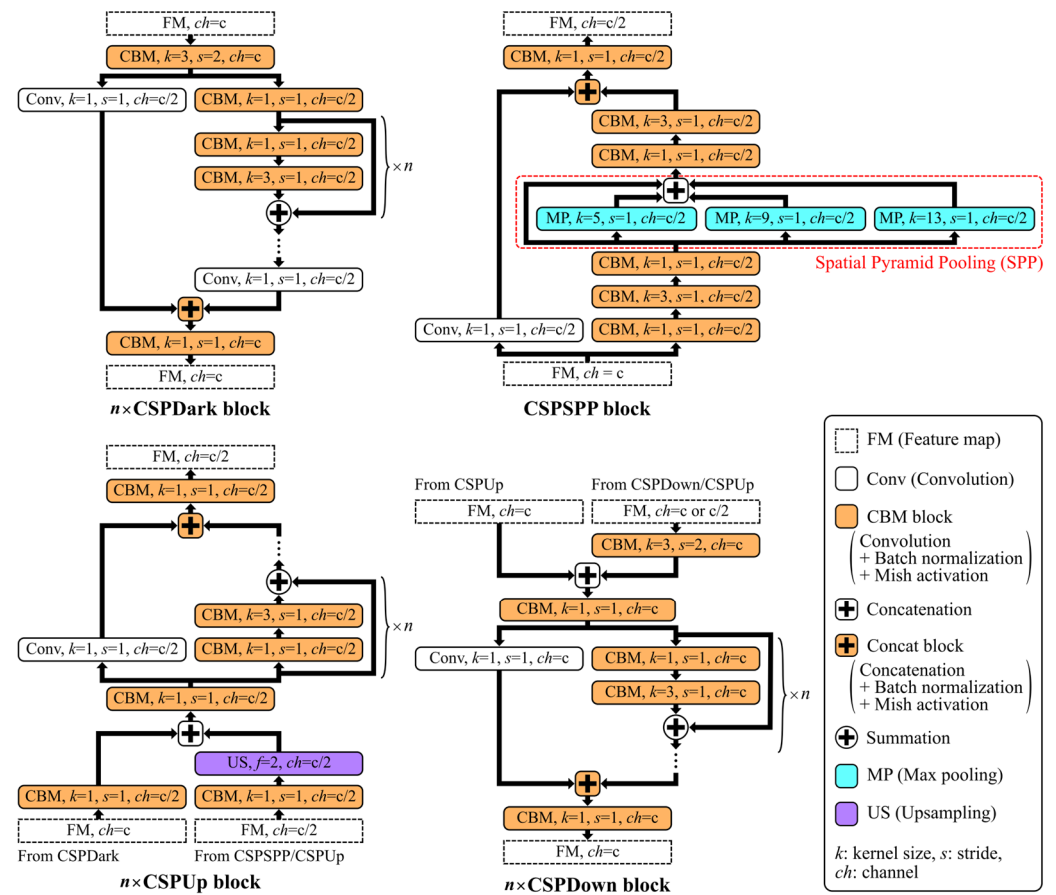 FM, ch=c
CBM, k=3, s=2, ch=c
Conv, k=1, s=1, ch=c/2
CBM, k=1, s=1, ch=c/2
CBM, k=1, s=1, ch=c/2
CBM, k=3, s=1, ch=c/2
×n
Conv, k=1, s=1, ch=c/2
CBM, k=1, s=1, ch=c
FM, ch=c
n×CSPDark block
FM, ch=c/2
CBM, k=1, s=1, ch=c/2
CBM, k=3, s=1, ch=c/2
CBM, k=1, s=1, ch=c/2
MP, k=5, s=1, ch=c/2
MP, k=9, s=1, ch=c/2
MP, k=13, s=1, ch=c/2
Spatial Pyramid Pooling (SPP)
CBM, k=1, s=1, ch=c/2
CBM, k=3, s=1, ch=c/2
Conv, k=1, s=1, ch=c/2
CBM, k=1, s=1, ch=c/2
FM, ch = c
CSPSPP block
FM, ch=c/2
CBM, k=1, s=1, ch=c/2
CBM, k=3, s=1, ch=c/2
×n
Conv, k=1, s=1, ch=c/2
CBM, k=1, s=1, ch=c/2
CBM, k=1, s=1, ch=c/2
US, f=2, ch=c/2
CBM, k=1, s=1, ch=c/2
CBM, k=1, s=1, ch=c/2
FM, ch=c
FM, ch=c/2
From CSPDark
From CSPSPP/CSPUp
n×CSPUp block
From CSPUp
From CSPDown/CSPUp
FM, ch=c
FM, ch=c or c/2
CBM, k=3, s=2, ch=c
CBM, k=1, s=1, ch=c
Conv, k=1, s=1, ch=c
CBM, k=1, s=1, ch=c
CBM, k=3, s=1, ch=c
×n
CBM, k=1, s=1, ch=c
FM, ch=c
n×CSPDown block
FM (Feature map)
Conv (Convolution)
CBM block
Convolution
+ Batch normalization
+ Mish activation
Concatenation
Concat block
Concatenation
+ Batch normalization
+ Mish activation
Summation
MP (Max pooling)
US (Upsampling)
k: kernel size, s: stride,
ch: channel